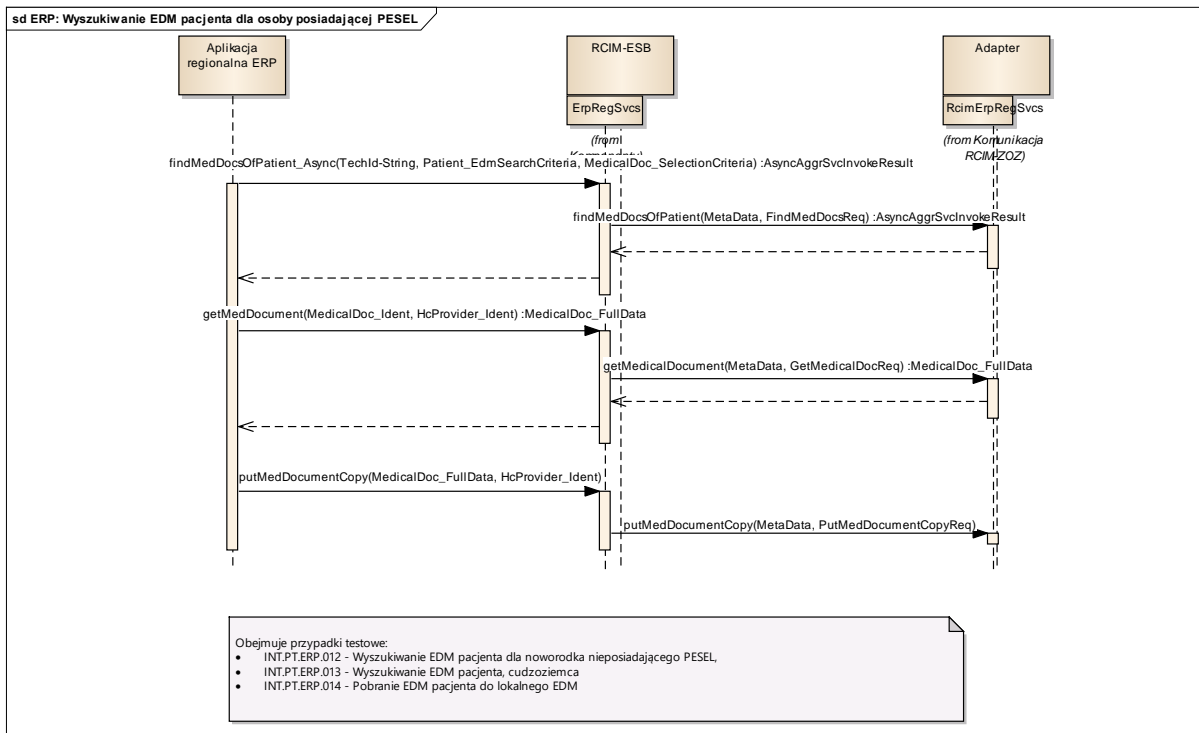 sd ERP: Wyszukiwanie EDM pacjenta dla osoby posiadającej PESEL
Aplikacja
regionalna ERP
RCIM-ESB
Adapter
ErpRegSvcs
RcimErpRegSvcs
(from
(from Komunikacja
RCIM-ZOZ)
findMedDocsOfPatient_Async(TechId-String, Patient_EdmSearchCriteria, MedicalDoc_SelectionCriteria) :AsyncAggrSvcInvokeResult
findMedDocsOfPatient(MetaData, FindMedDocsReq) :AsyncAggrSvcInvokeResult
getMedDocument(MedicalDoc_Ident, HcProvider_Ident) :MedicalDoc_FullData
getMedicalDocument(MetaData, GetMedicalDocReq) :MedicalDoc_FullData
putMedDocumentCopy(MedicalDoc_FullData, HcProvider_Ident)
putMedDocumentCopy(MetaData, PutMedDocumentCopyReq)
Obejmuje przypadki testowe:
• INT.PT.ERP.012 - Wyszukiwanie EDM pacjenta dla noworodka nieposiadającego PESEL,
• INT.PT.ERP.013 - Wyszukiwanie EDM pacjenta, cudzoziemca
• INT.PT.ERP.014 - Pobranie EDM pacjenta do lokalnego EDM